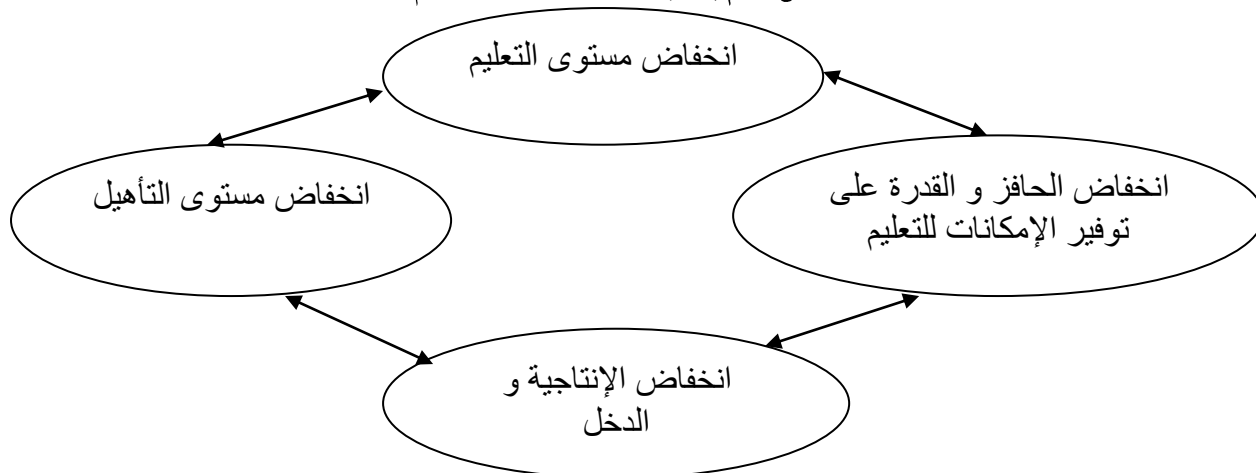 انخفاض مستوى التعليم
انخفاض الحافز و القدرة على
توفير الإمكانات للتعليم
انخفاض مستوى التأهيل
انخفاض الإنتاجية و
الدخل